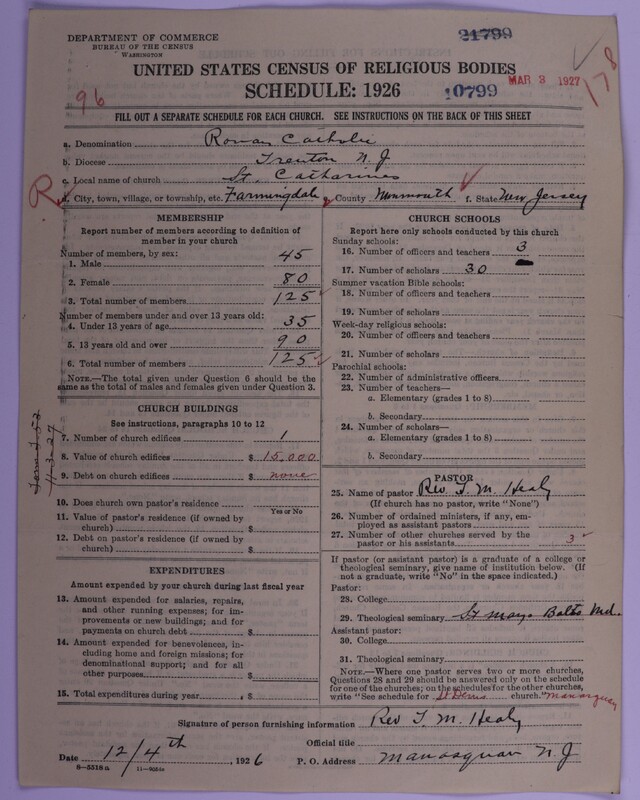 DEPARTMENT OF COMMERCE
BUREAU OF THE CENSUS
WASHINGTON
21799
UNITED STATES CENSUS OF RELIGIOUS BODIES
MAR 3 1927
178
SCHEDULE: 1926
10799
96
FILL OUT A SEPARATE SCHEDULE FOR EACH CHURCH. SEE INSTRUCTIONS ON THE BACK OF THIS SHEET
a. Denomination Roman Catholic
b. Diocese Trenton N. J
c. Local name of church St. Catharines
R
d. City, town, village, or township, etc. Farmingdale e. County Monmouth f. State New Jersey
MEMBERSHIP
Report number of members according to definition of member in your church
Number of members, by sex:
1. Male 45
2. Female 80
3. Total number of members 125
Number of members under and over 13 years old:
4. Under 13 years of age 35
5. 13 years old and over 90
6. Total number of members 125
NOTE.—The total given under Question 6 should be the same as the total of males and females given under Question 3.
CHURCH BUILDINGS
See instructions, paragraphs 10 to 12
7. Number of church edifices 1
8. Value of church edifices $ 15,000
9. Debt on church edifices $ none
10. Does church own pastor's residence
Yes or No
11. Value of pastor's residence (if owned by church) $
12. Debt on pastor's residence (if owned by church) $
EXPENDITURES
Amount expended by your church during last fiscal year
13. Amount expended for salaries, repairs, and other running expenses; for improvements or new buildings; and for payments on church debt $
14. Amount expended for benevolences, including home and foreign missions; for denominational support; and for all other purposes $
15. Total expenditures during year $
CHURCH SCHOOLS
Report here only schools conducted by this church
Sunday schools:
16. Number of officers and teachers 3
17. Number of scholars 30
Summer vacation Bible schools:
18. Number of officers and teachers
19. Number of scholars
Week-day religious schools:
20. Number of officers and teachers
21. Number of scholars
Parochial schools:
22. Number of administrative officers
23. Number of teachers—
a. Elementary (grades 1 to 8)
b. Secondary
24. Number of scholars—
a. Elementary (grades 1 to 8)
b. Secondary
PASTOR
25. Name of pastor Rev T. M. Healy
(If church has no pastor, write "None")
26. Number of ordained ministers, if any, employed as assistant pastors
27. Number of other churches served by the pastor or his assistants 3
If pastor (or assistant pastor) is a graduate of a college or theological seminary, give name of institution below. (If not a graduate, write "No" in the space indicated.)
Pastor:
28. College
29. Theological seminary St Marys Balto Md.
Assistant pastor:
30. College
31. Theological seminary
NOTE.—Where one pastor serves two or more churches, Questions 28 and 29 should be answered only on the schedule for one of the churches; on the schedules for the other churches, write "See schedule for St Denis church." Manasquan
Signature of person furnishing information Rev T. M. Healy
Official title
Date 12/4th, 1926 P. O. Address Manasquan N. J
8—5518a 11—9051a